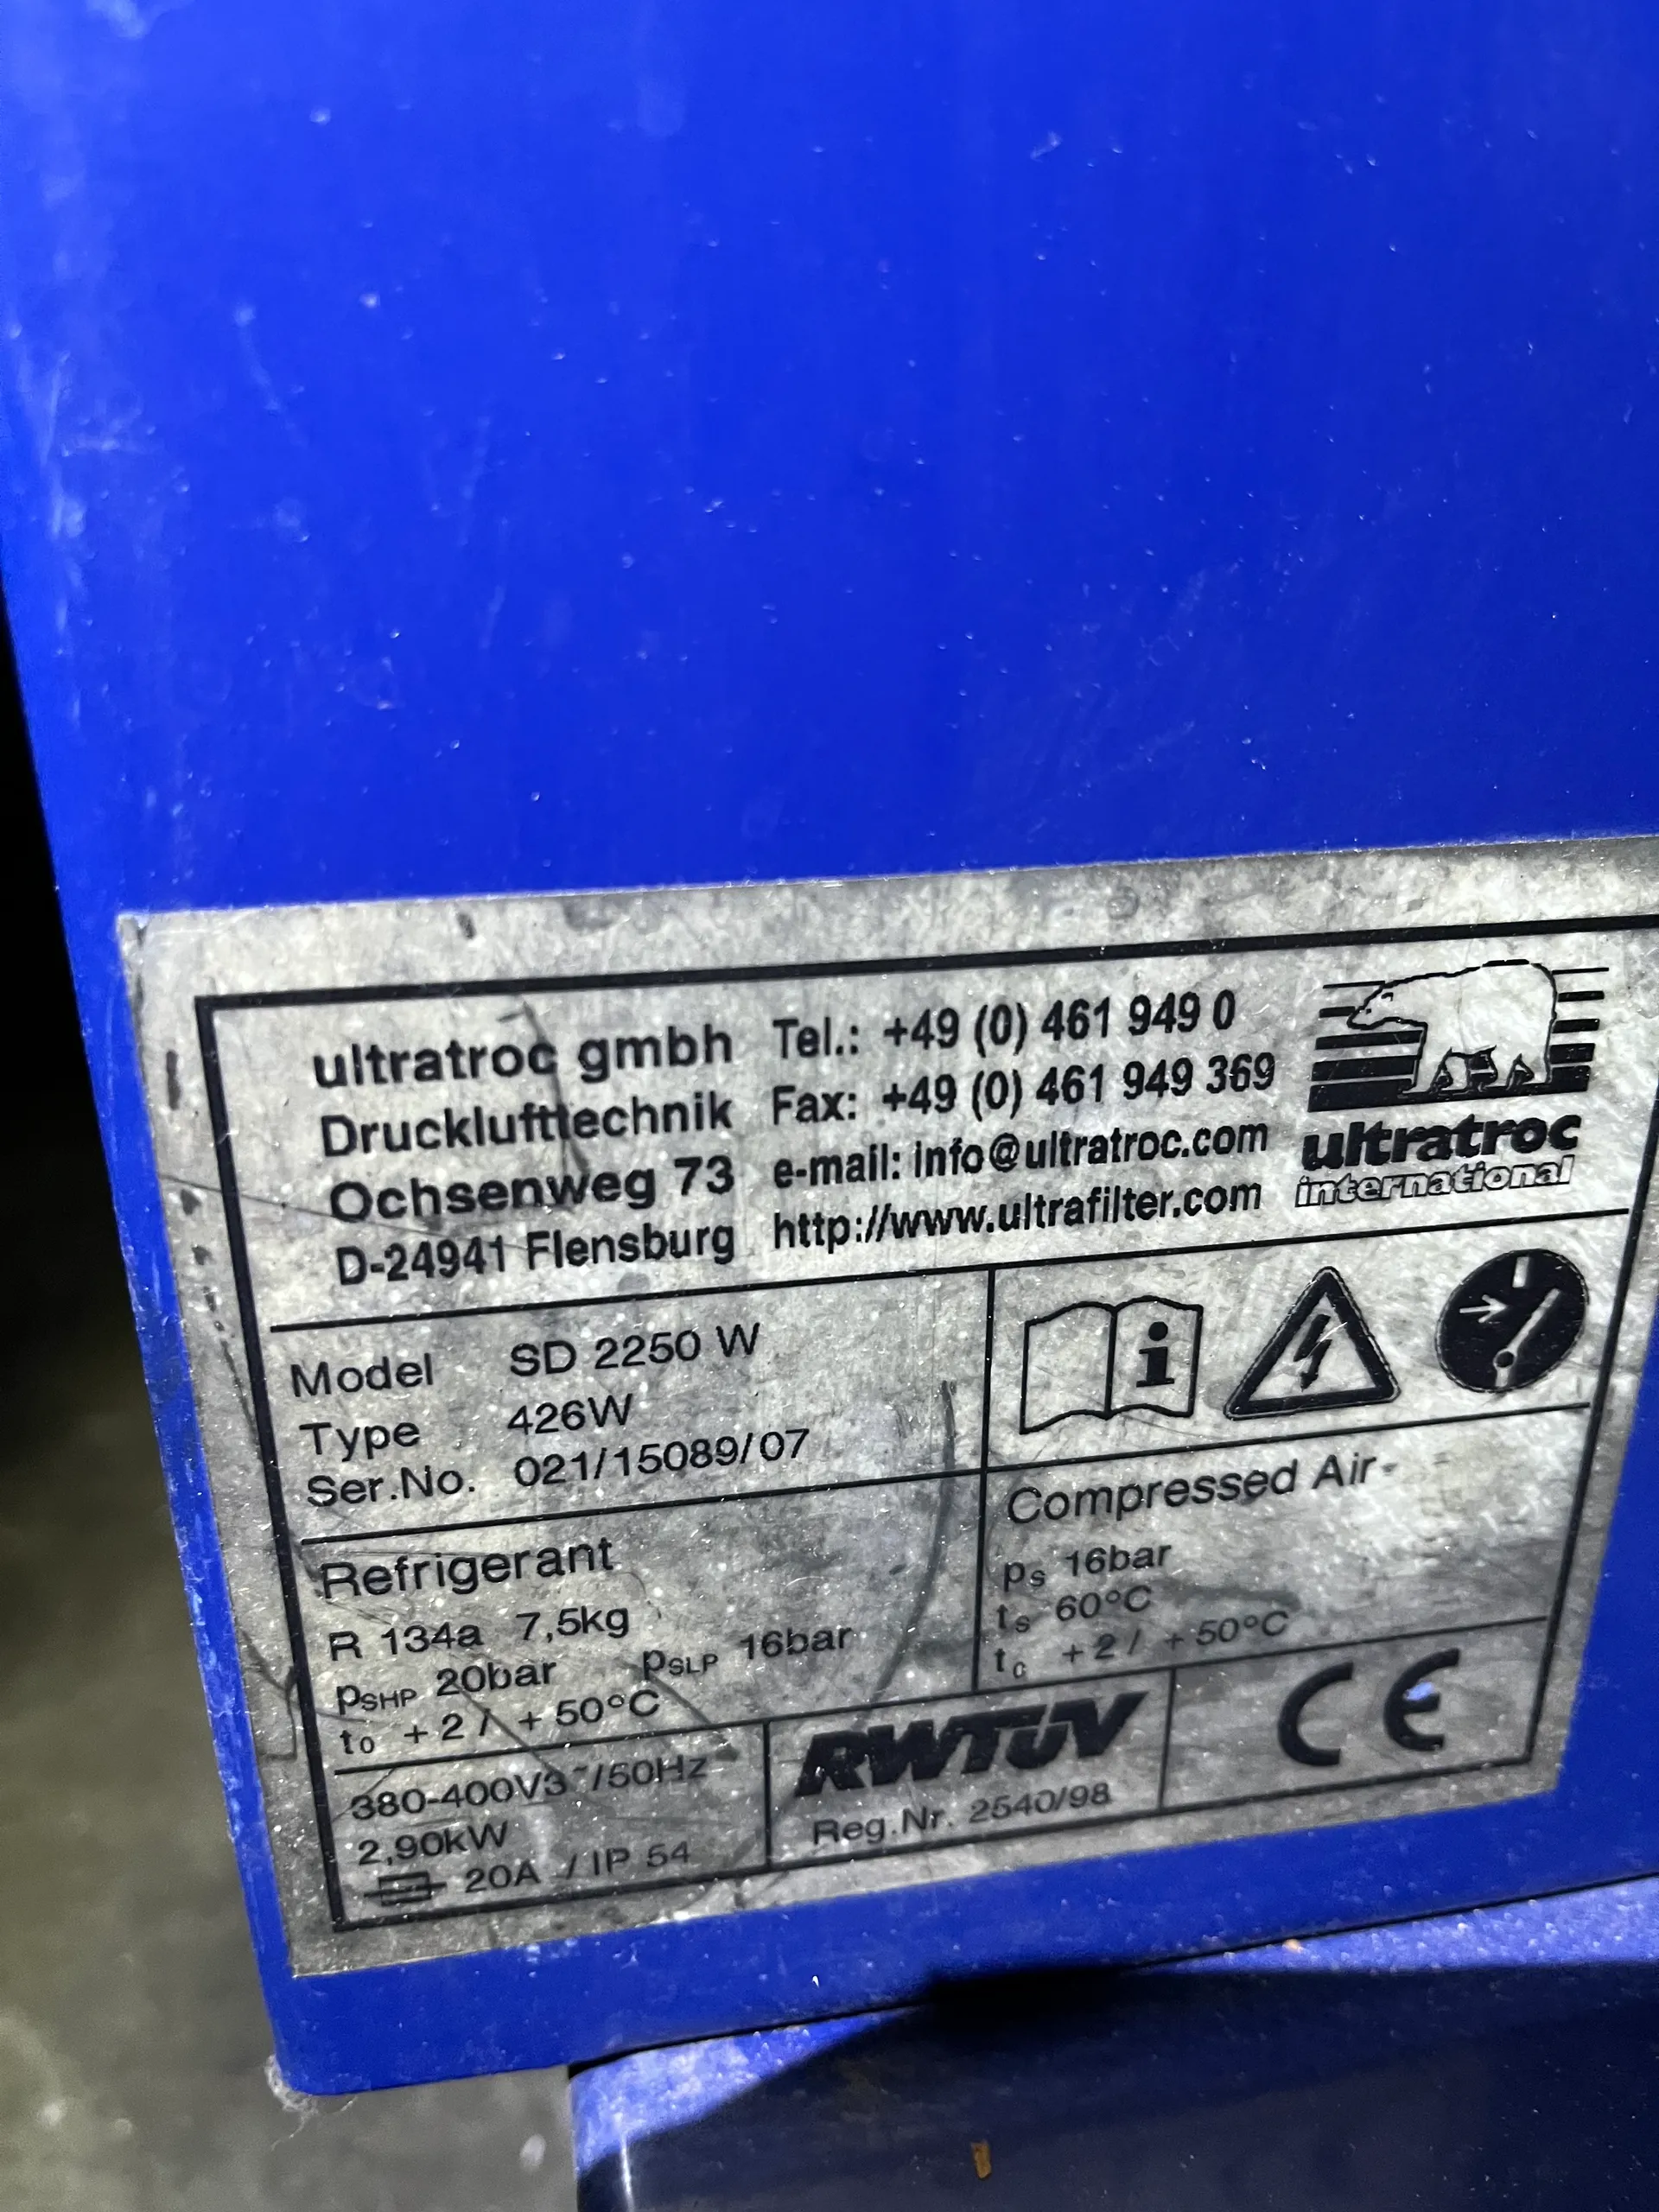 ultratroc gmbh
Drucklufttechnik
Ochsenweg 73
D-24941 Flensburg
Tel.: +49 (0) 461 949 0
Fax: +49 (0) 461 949 369
e-mail: info@ultratroc.com
http://www.ultrafilter.com
ultratroc
international
Model SD 2250 W
Type 426W
Ser.No. 021/15089/07
Refrigerant
R 134a 7,5kg
PSHP 20bar PSLP 16bar
to +2 / +50°C
Compressed Air
ps 16bar
ts 60°C
tc +2 / +50°C
380-400V3~/50Hz
2,90kW
20A / IP 54
RWTÜV
Reg.Nr. 2540/98
CE